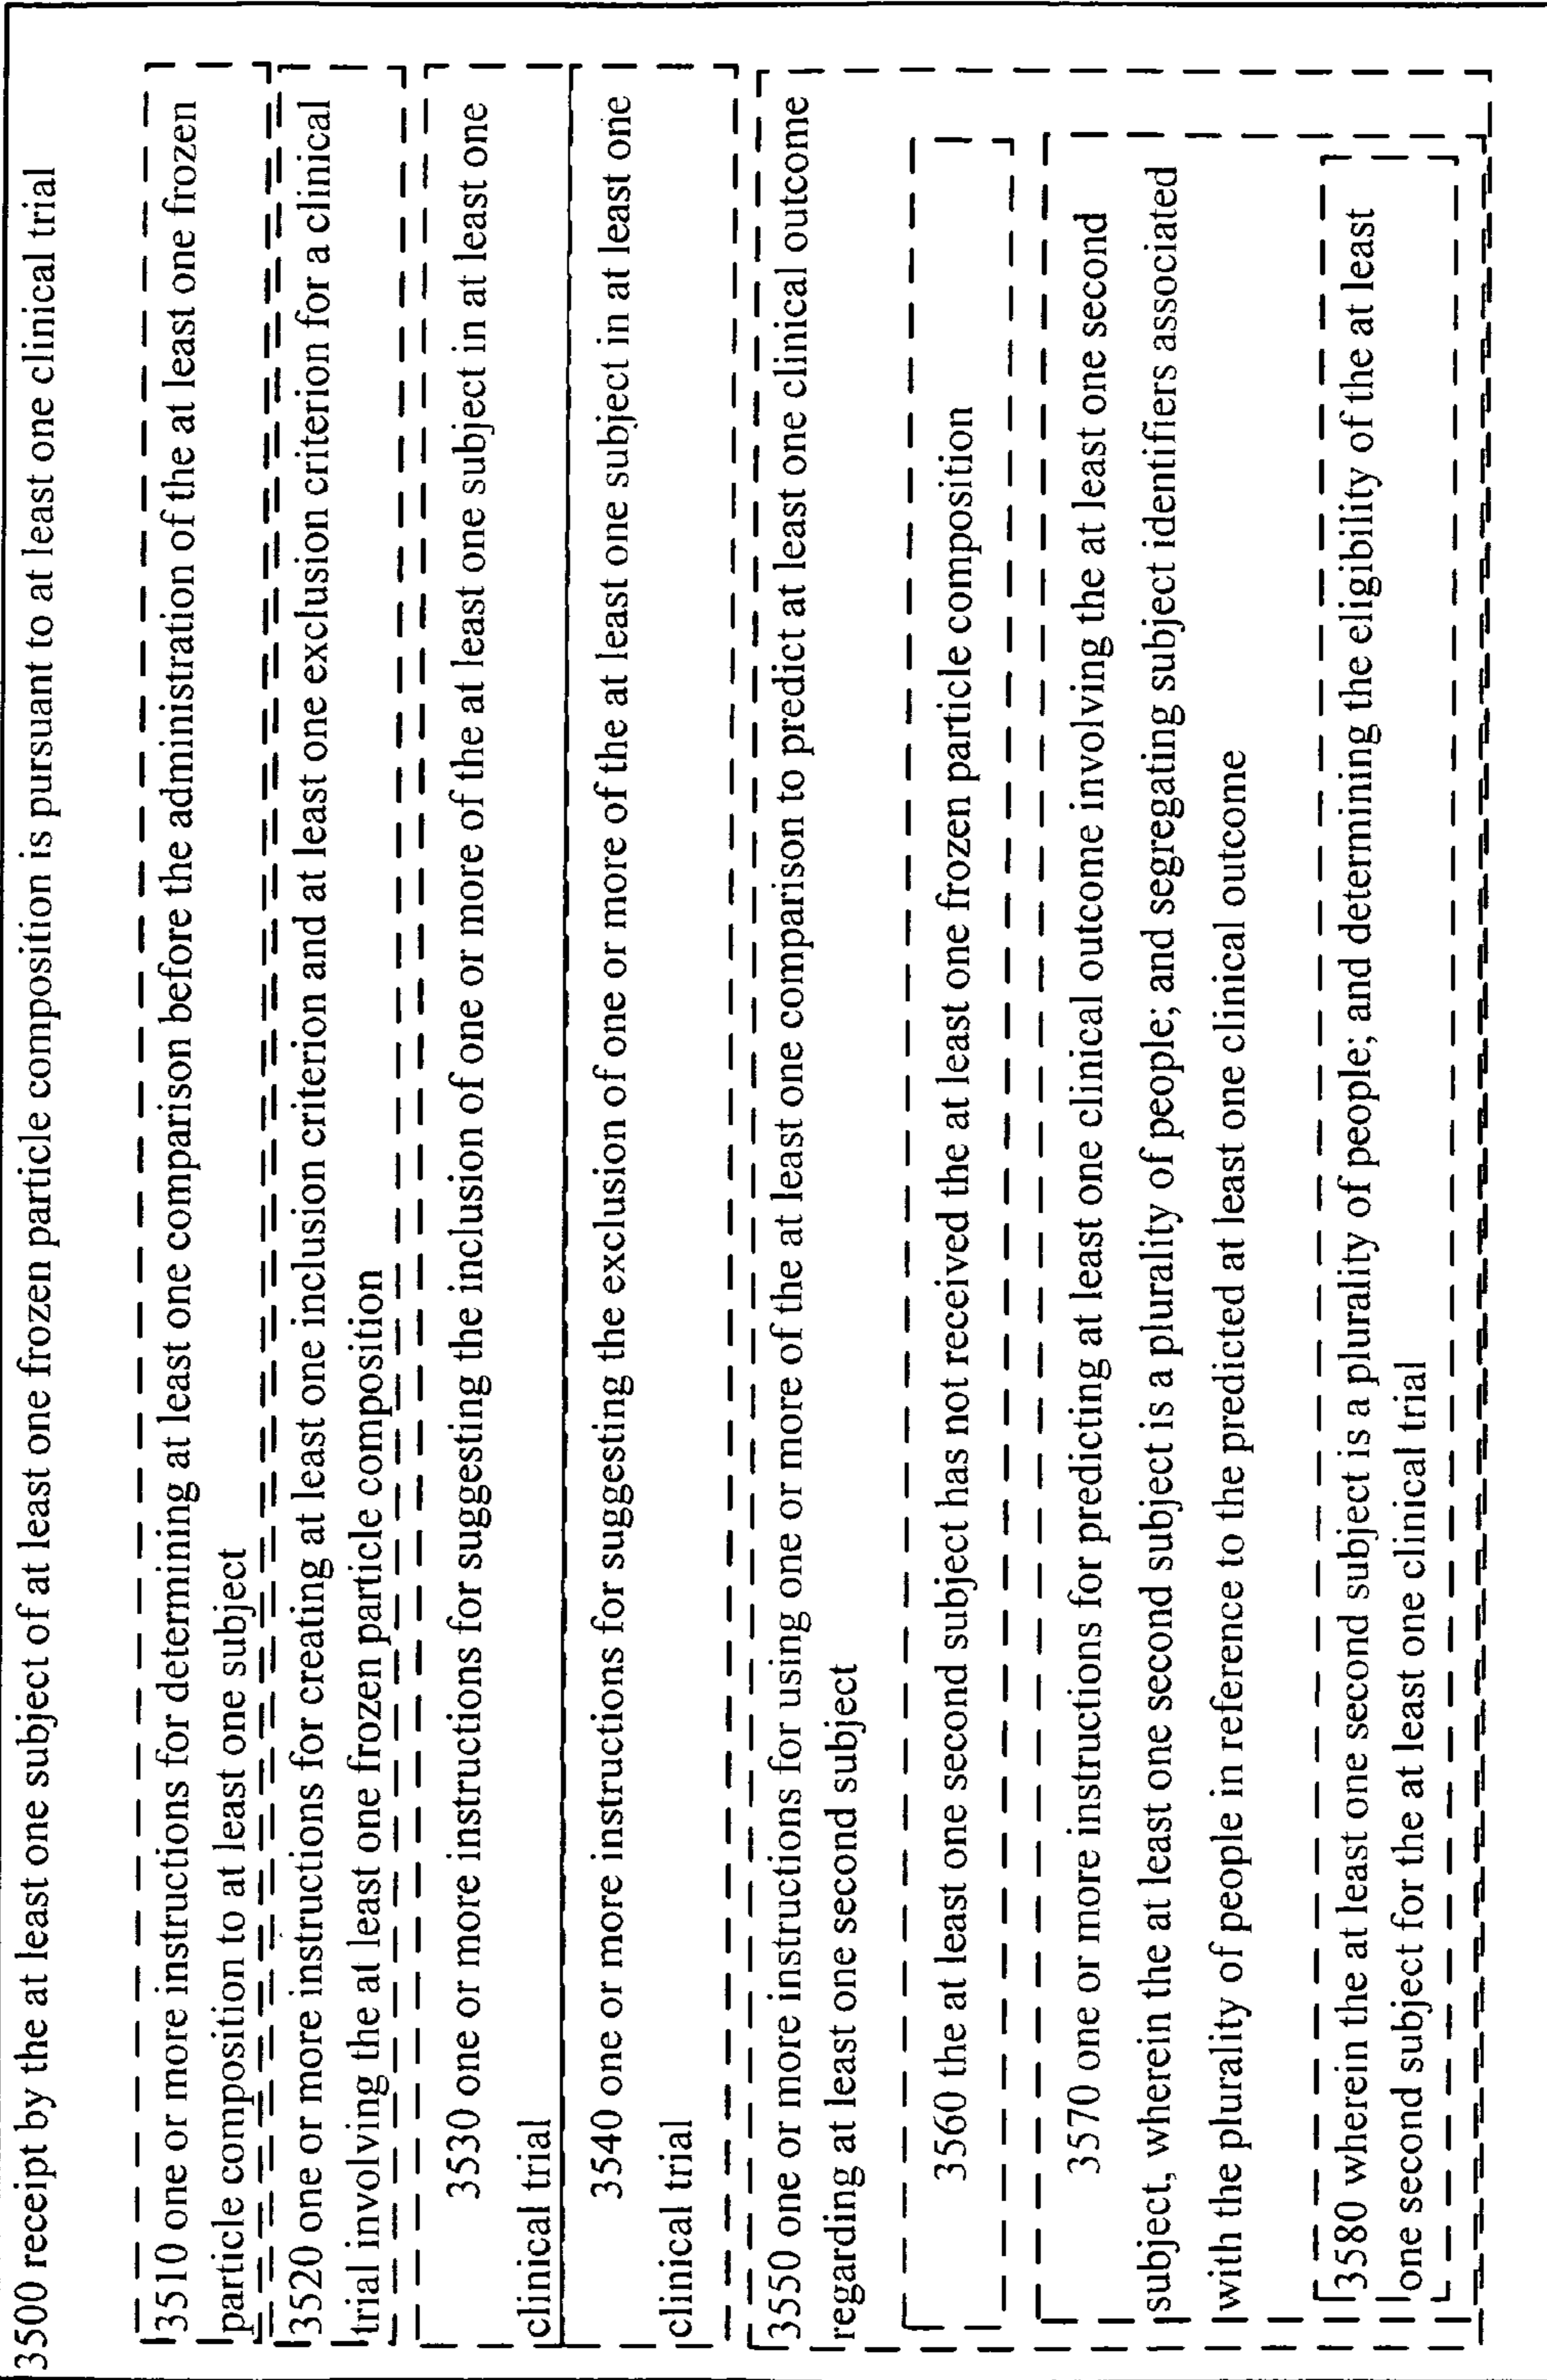 3500 receipt by the at least one subject of at least one frozen particle composition is pursuant to at least one clinical trial
3510 one or more instructions for determining at least one comparison before the administration of the at least one frozen
particle composition to at least one subject
3520 one or more instructions for creating at least one inclusion criterion and at least one exclusion criterion for a clinical
trial involving the at least one frozen particle composition
3530 one or more instructions for suggesting the inclusion of one or more of the at least one subject in at least one
clinical trial
3540 one or more instructions for suggesting the exclusion of one or more of the at least one subject in at least one
clinical trial
3550 one or more instructions for using one or more of the at least one comparison to predict at least one clinical outcome
regarding at least one second subject
3560 the at least one second subject has not received the at least one frozen particle composition
3570 one or more instructions for predicting at least one clinical outcome involving the at least one second
subject, wherein the at least one second subject is a plurality of people; and segregating subject identifiers associated
with the plurality of people in reference to the predicted at least one clinical outcome
3580 wherein the at least one second subject is a plurality of people; and determining the eligibility of the at least
one second subject for the at least one clinical trial